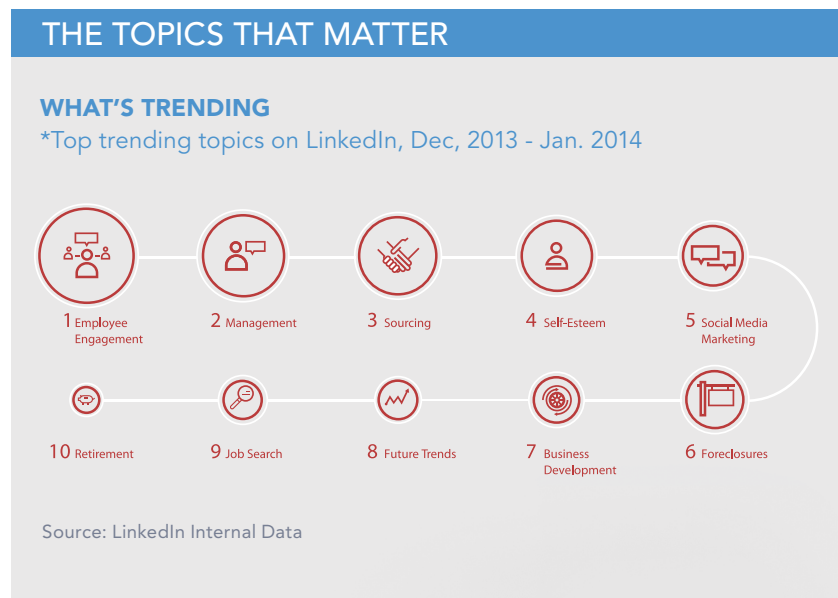 THE TOPICS THAT MATTER
WHAT'S TRENDING
*Top trending topics on LinkedIn, Dec, 2013 - Jan. 2014
1 Employee
Engagement
2 Management
3 Sourcing
4 Self-Esteem
5 Social Media
Marketing
10 Retirement
9 Job Search
8 Future Trends
7 Business
Development
6 Foreclosures
Source: LinkedIn Internal Data